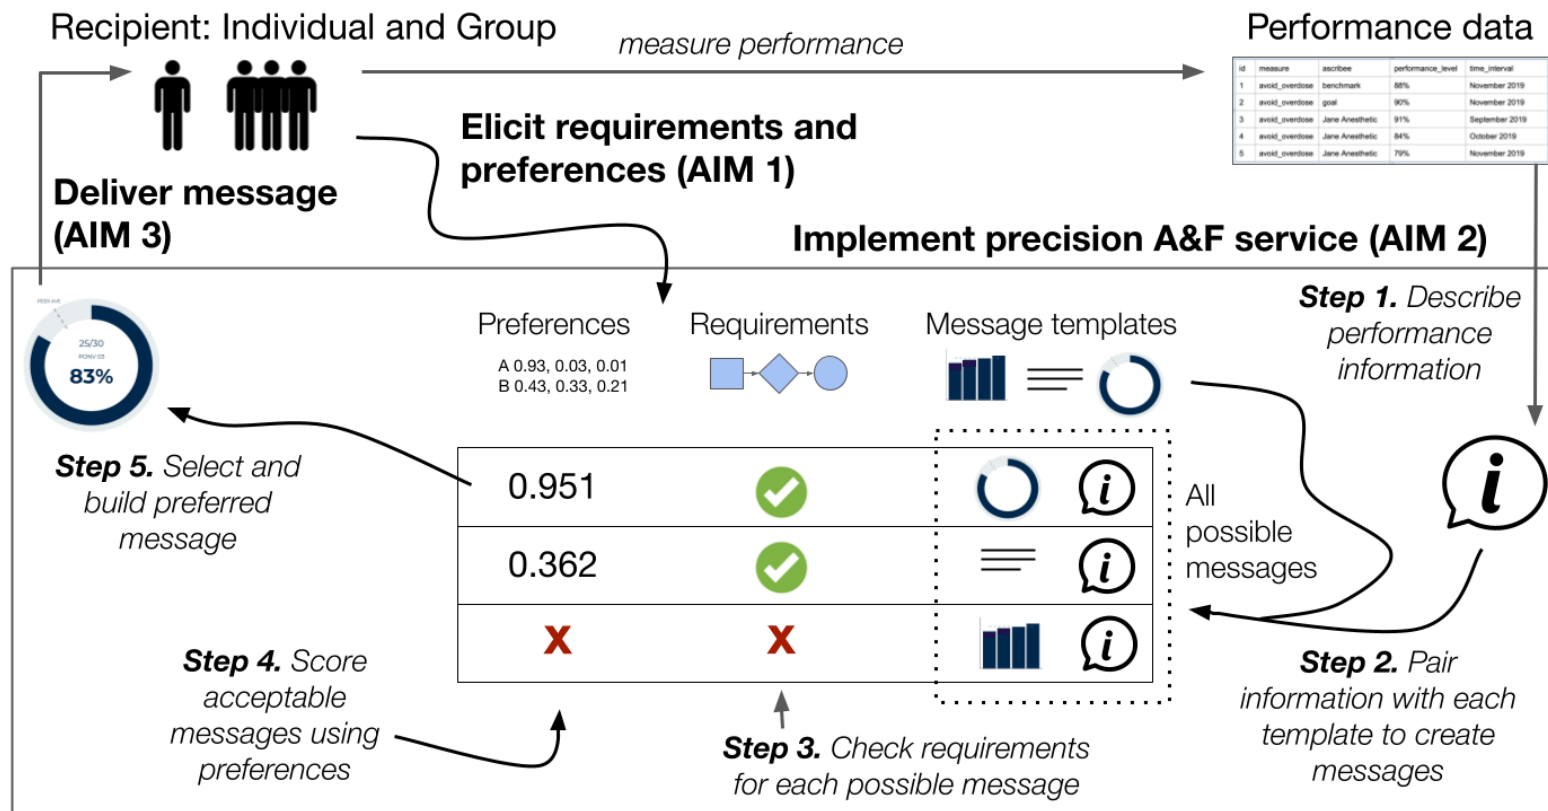 Recipient: Individual and Group
measure performance
Performance data
id measure ascribee performance_level time_interval
1 avoid_overdose benchmark 88% November 2019
2 avoid_overdose goal 90% November 2019
3 avoid_overdose Jane Anesthetic 91% September 2019
4 avoid_overdose Jane Anesthetic 84% October 2019
5 avoid_overdose Jane Anesthetic 79% November 2019
Elicit requirements and
preferences (AIM 1)
Deliver message
(AIM 3)
Implement precision A&F service (AIM 2)
Step 1. Describe
performance
information
PEER AVE
25/30
PONV 03
83%
Preferences
A 0.93, 0.03, 0.01
B 0.43, 0.33, 0.21
Requirements
Message templates
Step 5. Select and
build preferred
message
0.951
i
0.362
i
X X
i
All
possible
messages
i
Step 4. Score
acceptable
messages using
preferences
Step 3. Check requirements
for each possible message
Step 2. Pair
information with each
template to create
messages